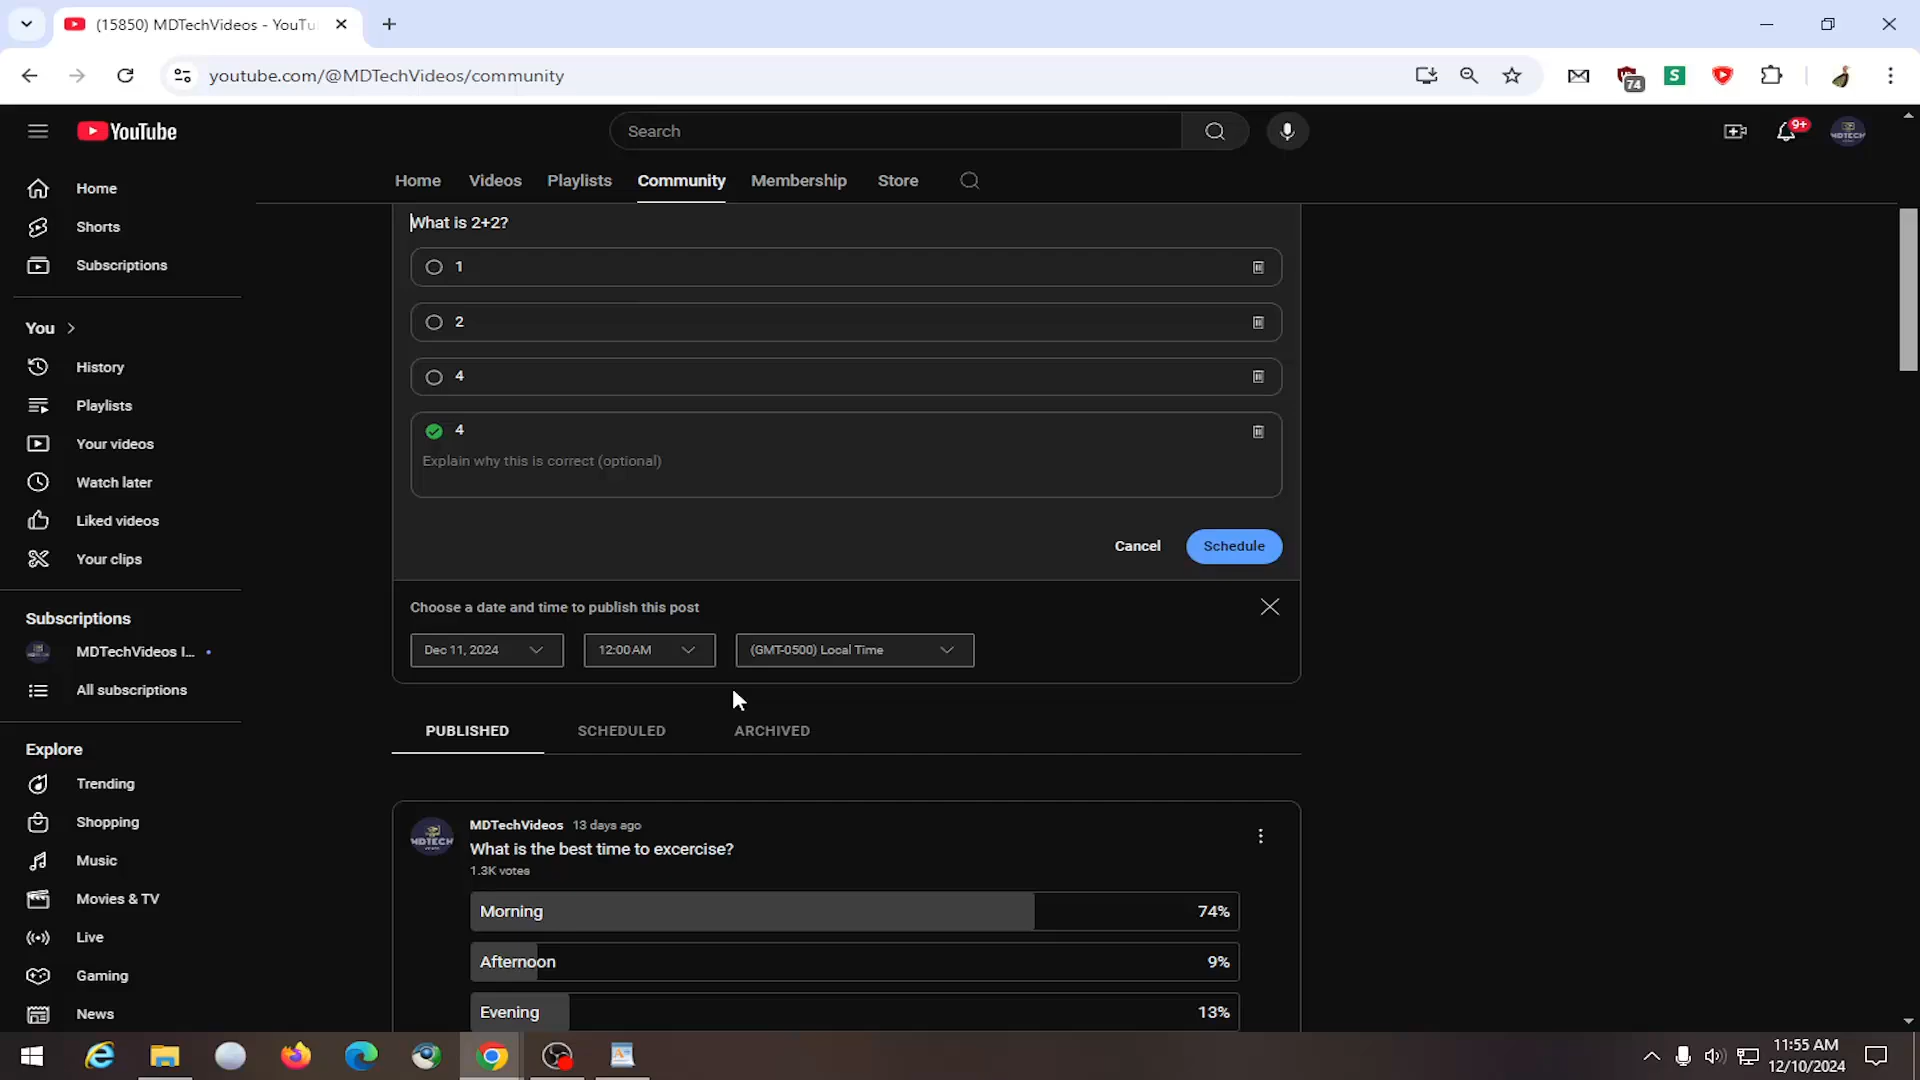 (15850) MDTechVideos - YouTu
youtube.com/@MDTechVideos/community
74
S
YouTube
Search
9+
MDTECH
Home
Videos
Playlists
Community
Membership
Store
Home
Shorts
Subscriptions
You
History
Playlists
Your videos
Watch later
Liked videos
Your clips
Subscriptions
MDTechVideos I...
All subscriptions
Explore
Trending
Shopping
Music
Movies & TV
Live
Gaming
News
What is 2+2?
1
2
4
4
Explain why this is correct (optional)
Cancel
Schedule
Choose a date and time to publish this post
Dec 11, 2024
12:00 AM
(GMT-0500) Local Time
PUBLISHED
SCHEDULED
ARCHIVED
MDTECH
MDTechVideos 13 days ago
What is the best time to excercise?
1.3K votes
Morning 74%
Afternoon 9%
Evening 13%
11:55 AM
12/10/2024